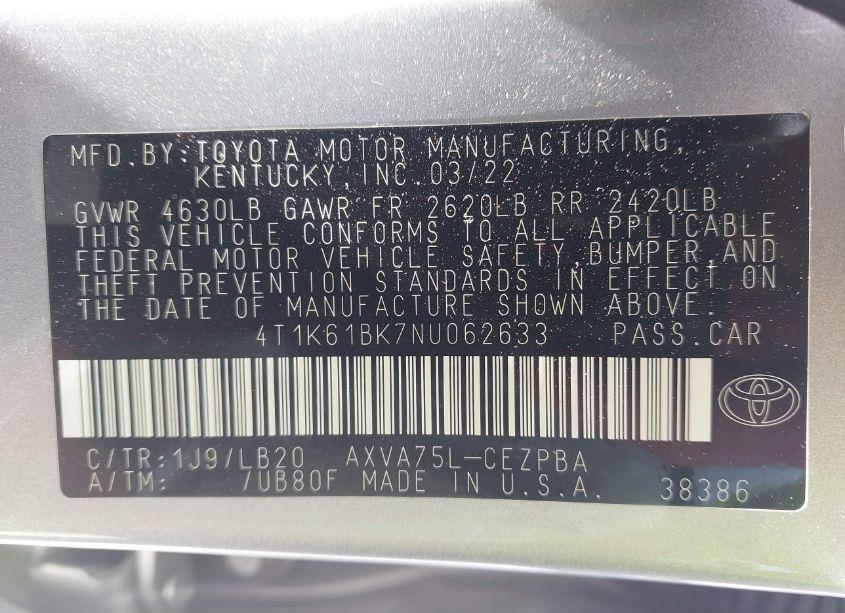 MFD.BY:TOYOTA MOTOR MANUFACTURING,
KENTUCKY,INC.03/22
GVWR 4630LB GAWR FR 2620LB RR 2420LB
THIS VEHICLE CONFORMS TO ALL APPLICABLE
FEDERAL MOTOR VEHICLE SAFETY,BUMPER,AND
THEFT PREVENTION STANDARDS IN EFFECT ON
THE DATE OF MANUFACTURE SHOWN ABOVE.
4T1K61BK7NU062633 PASS.CAR
C/TR:1J9/LB20 AXVA75L-CEZPBA
A/TM: /UB80F MADE IN U.S.A. 38386